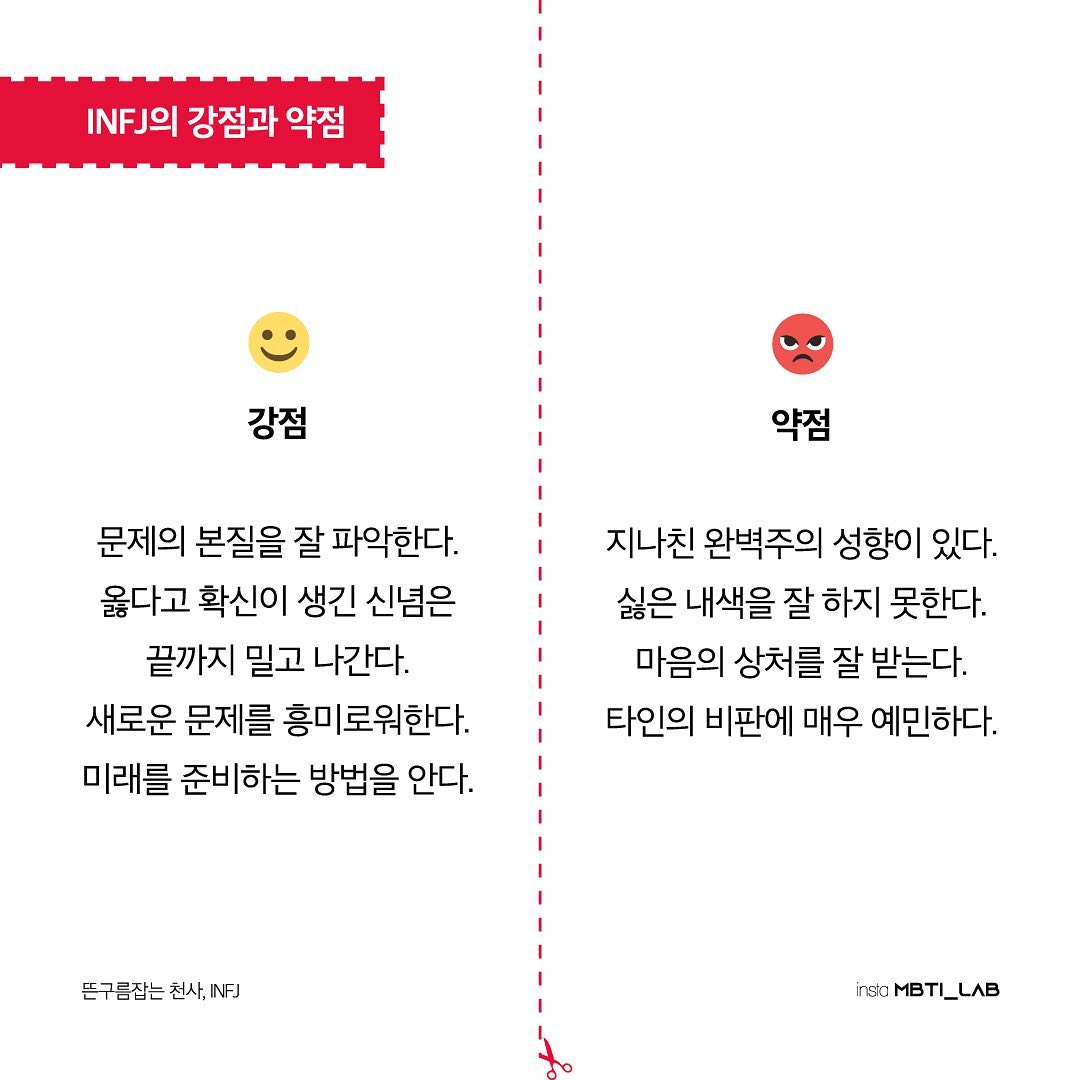 INFJ의 강점과 약점
강점
문제의 본질을 잘 파악한다.
옳다고 확신이 생긴 신념은
끝까지 밀고 나간다.
새로운 문제를 흥미로워한다.
미래를 준비하는 방법을 안다.
약점
지나친 완벽주의 성향이 있다.
싫은 내색을 잘 하지 못한다.
마음의 상처를 잘 받는다.
타인의 비판에 매우 예민하다.
뜬구름잡는 천사, INFJ
insta MBTI_LAB